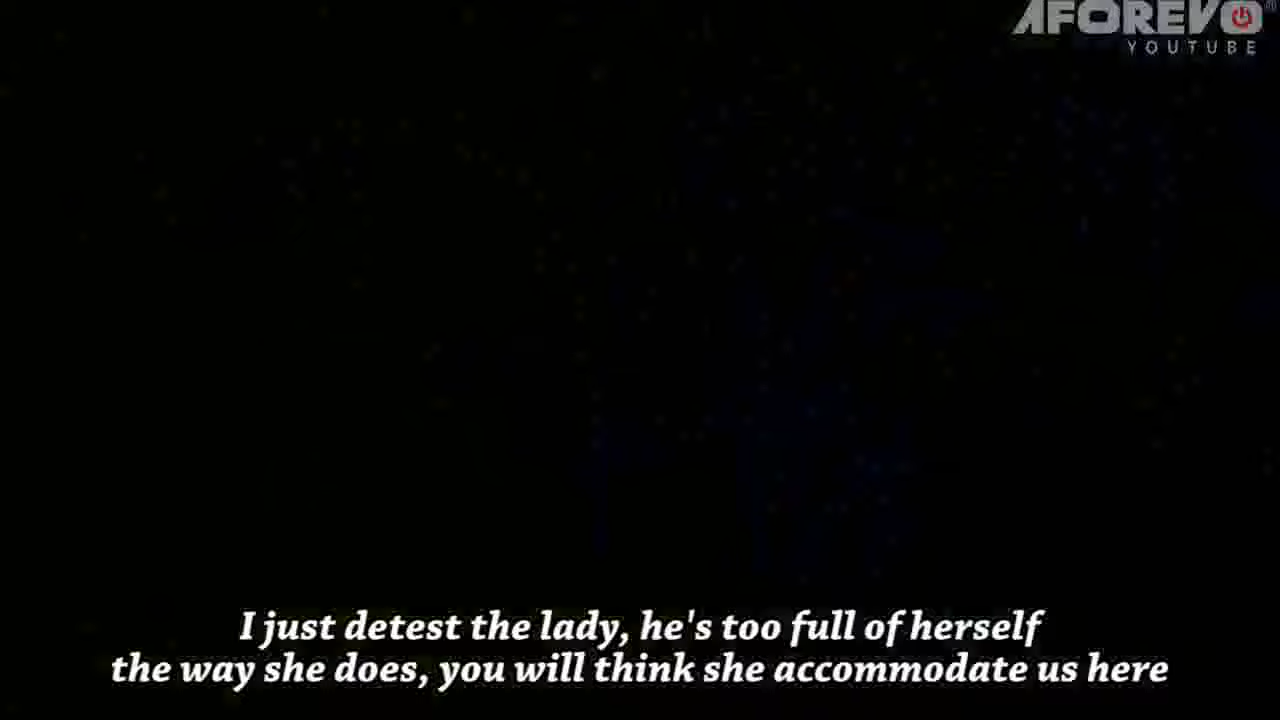 AFOREVO
YOUTUBE
I just detest the lady, he's too full of herself
the way she does, you will think she accommodate us here